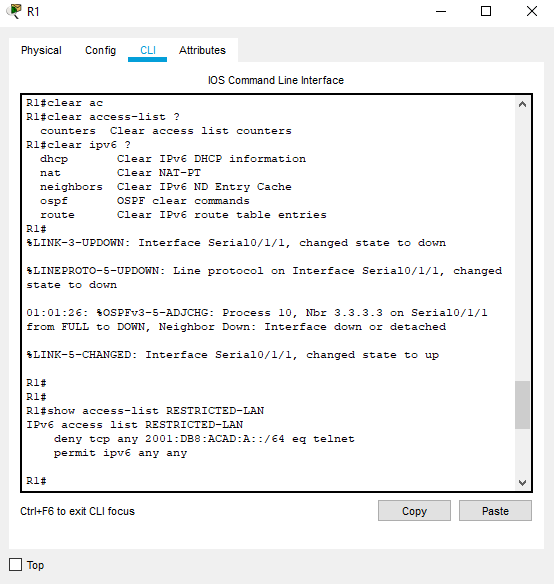 R1
Physical Config CLI Attributes
IOS Command Line Interface
R1#clear ac
R1#clear access-list ?
  counters  Clear access list counters
R1#clear ipv6 ?
  dhcp       Clear IPv6 DHCP information
  nat        Clear NAT-PT
  neighbors  Clear IPv6 ND Entry Cache
  ospf       OSPF clear commands
  route      Clear IPv6 route table entries
R1#
%LINK-3-UPDOWN: Interface Serial0/1/1, changed state to down
%LINEPROTO-5-UPDOWN: Line protocol on Interface Serial0/1/1, changed
state to down
01:01:26: %OSPFv3-5-ADJCHG: Process 10, Nbr 3.3.3.3 on Serial0/1/1
from FULL to DOWN, Neighbor Down: Interface down or detached
%LINK-5-CHANGED: Interface Serial0/1/1, changed state to up
R1#
R1#
R1#show access-list RESTRICTED-LAN
IPv6 access list RESTRICTED-LAN
    deny tcp any 2001:DB8:ACAD:A::/64 eq telnet
    permit ipv6 any any
R1#
Ctrl+F6 to exit CLI focus
Copy Paste
Top